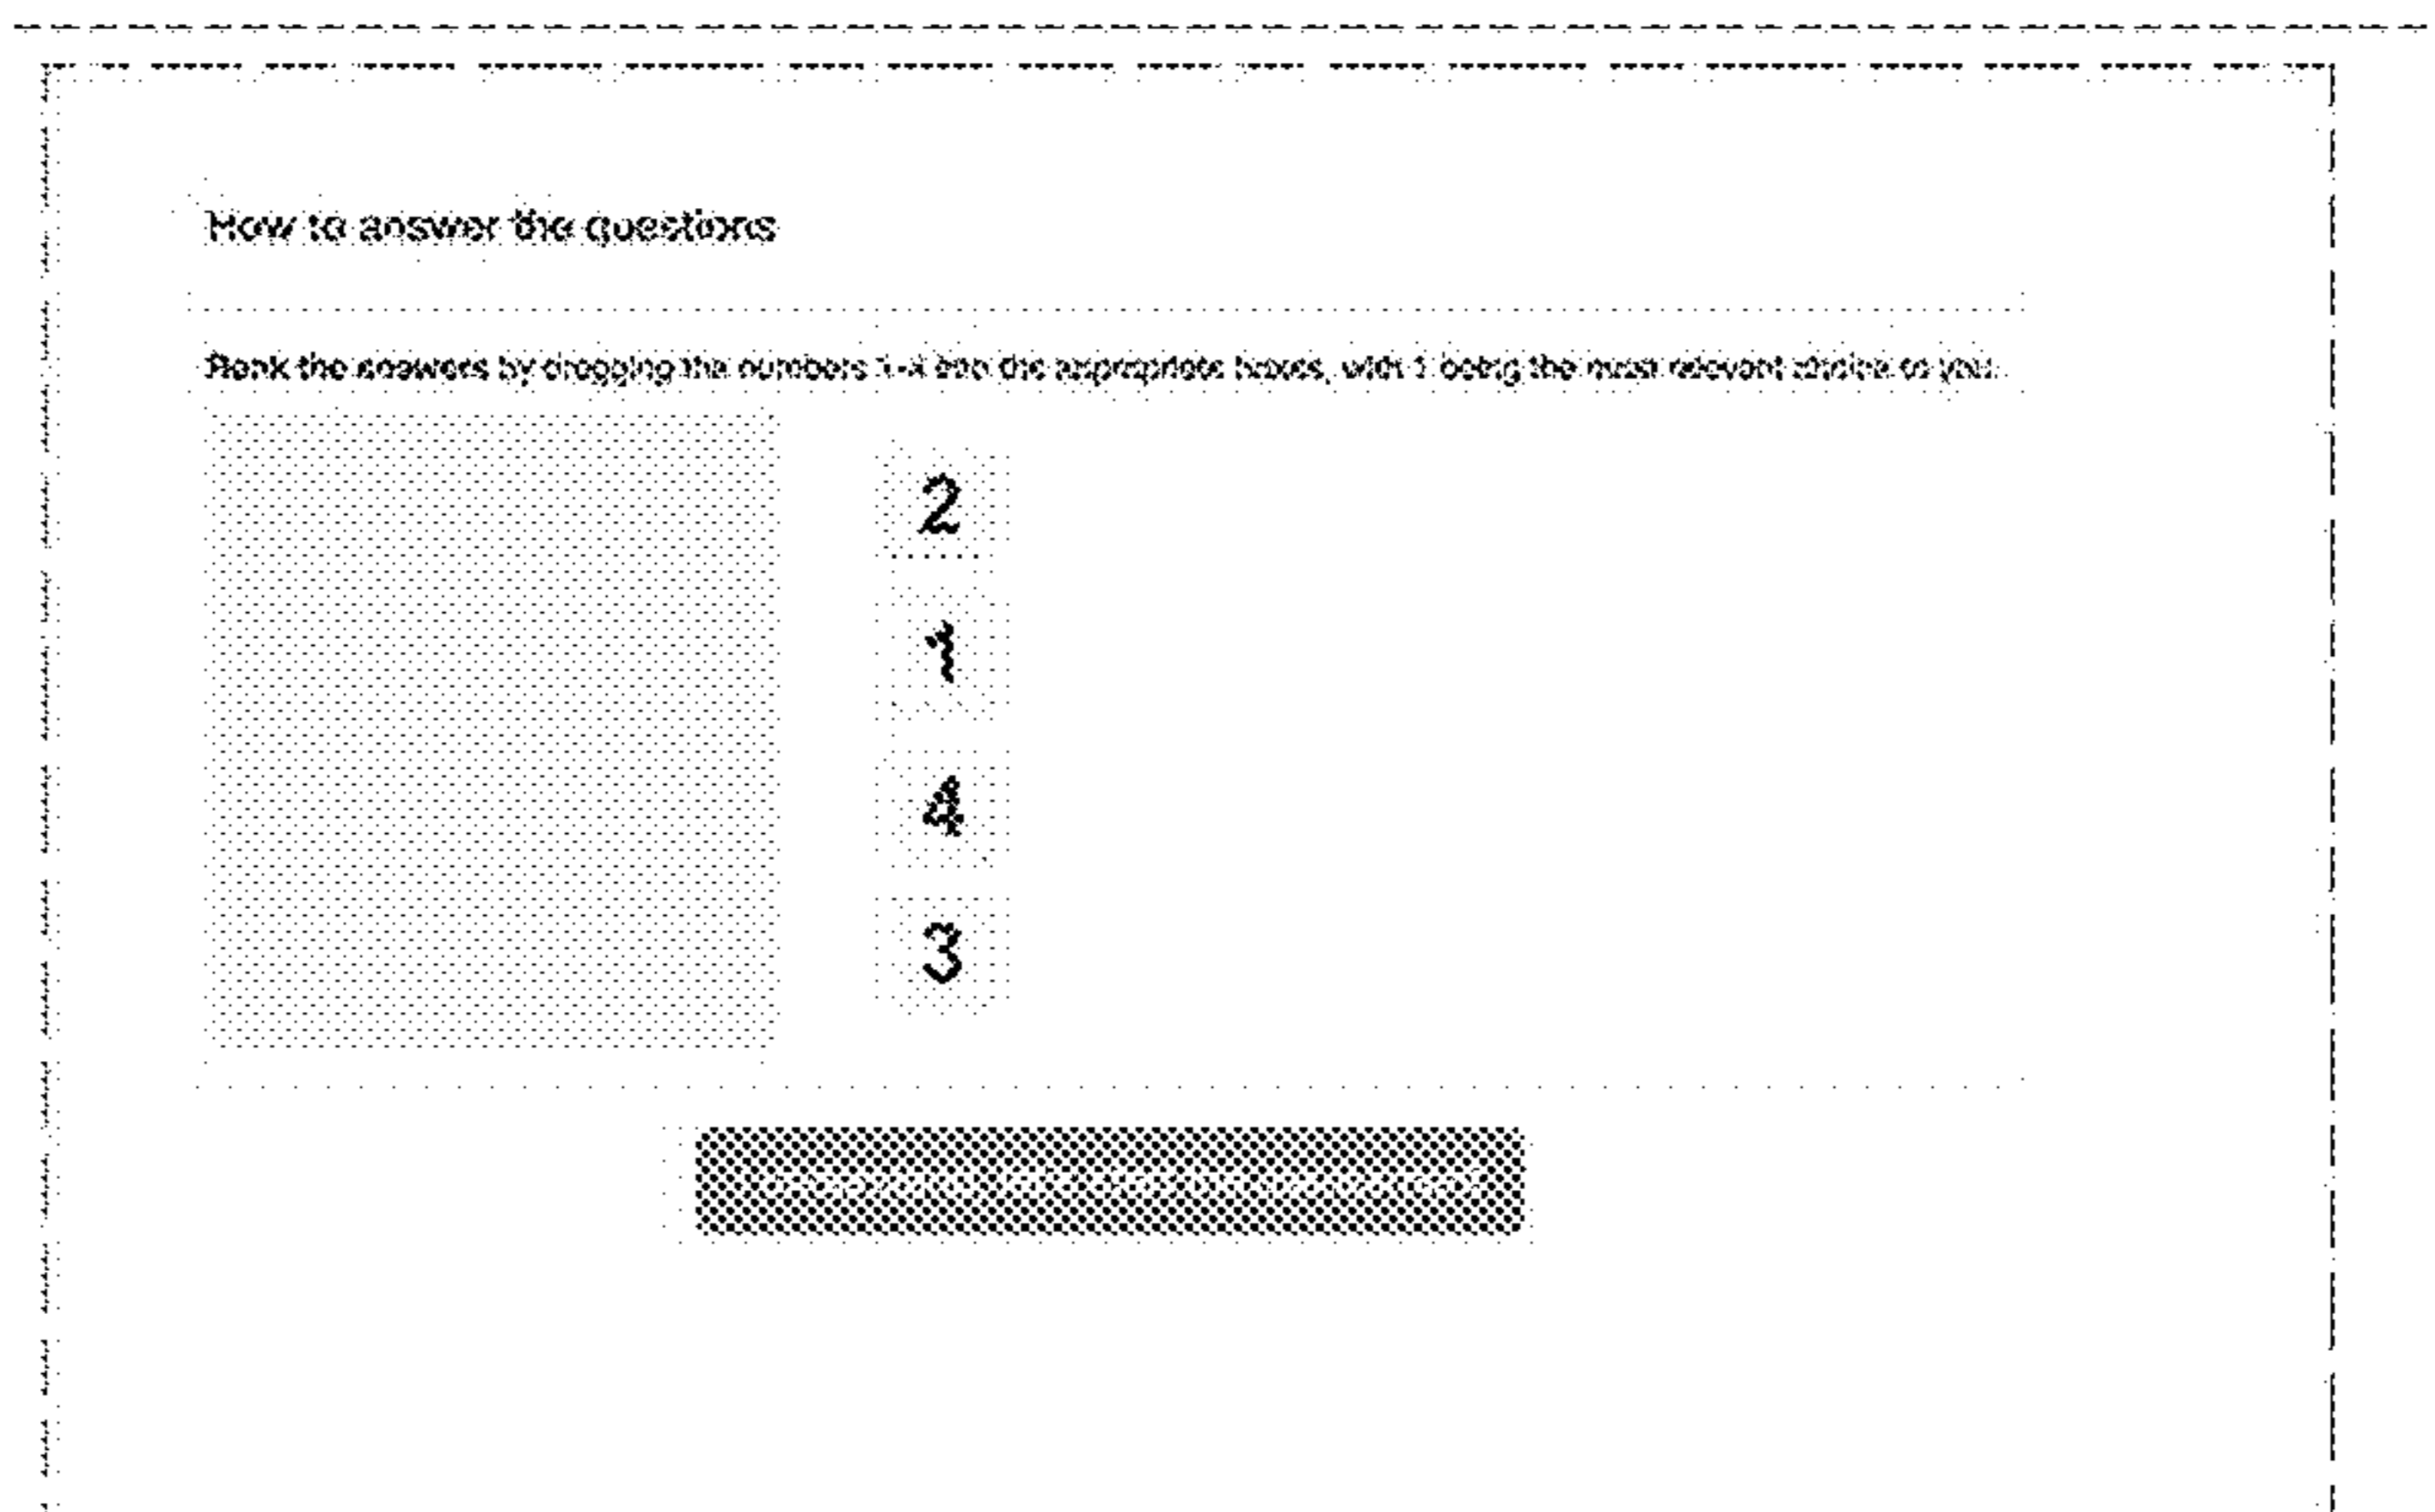 How to answer the questions
Rank the answers by dragging the numbers 1-4 into the appropriate boxes, with 1 being the most relevant choice to you.
2
1
4
3